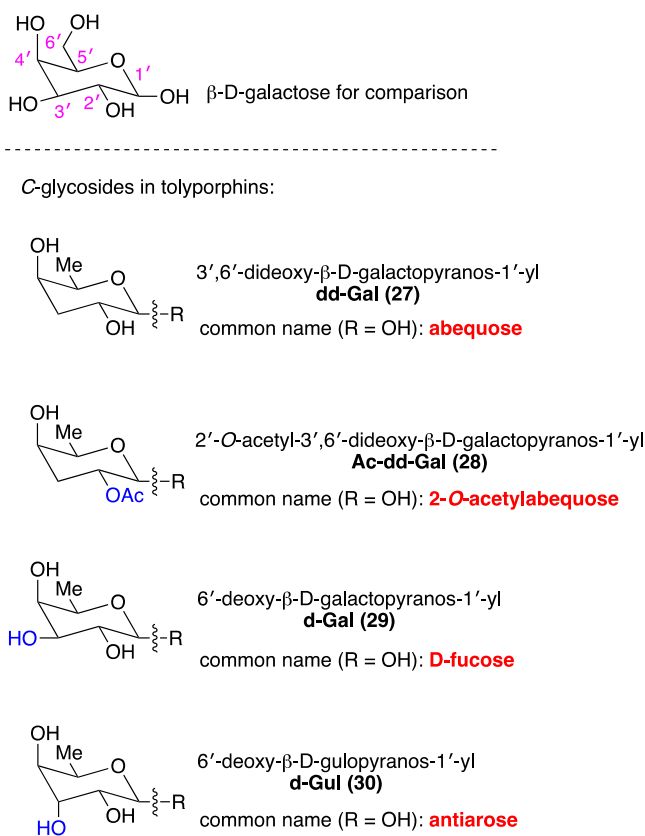 OH
HO
6′
4′
5′
O
1′
HO
3′
2′
OH
OH
β-D-galactose for comparison
C-glycosides in tolyporphins:
OH
Me
O
OH
R
3′,6′-dideoxy-β-D-galactopyranos-1′-yl
dd-Gal (27)
common name (R = OH): abequose
OH
Me
O
OAc
R
2′-O-acetyl-3′,6′-dideoxy-β-D-galactopyranos-1′-yl
Ac-dd-Gal (28)
common name (R = OH): 2-O-acetylabequose
OH
Me
O
HO
OH
R
6′-deoxy-β-D-galactopyranos-1′-yl
d-Gal (29)
common name (R = OH): D-fucose
OH
Me
O
HO
OH
R
6′-deoxy-β-D-gulopyranos-1′-yl
d-Gul (30)
common name (R = OH): antiarose